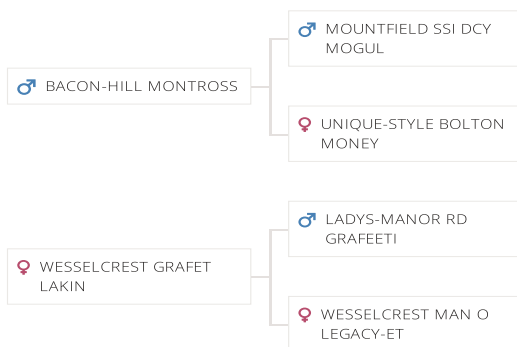 MOUNTFIELD SSI DCY
MOGUL
BACON-HILL MONTROSS
UNIQUE-STYLE BOLTON
MONEY
LADYS-MANOR RD
GRAFEETI
WESSELCREST GRAFET
LAKIN
WESSELCREST MAN O
LEGACY-ET